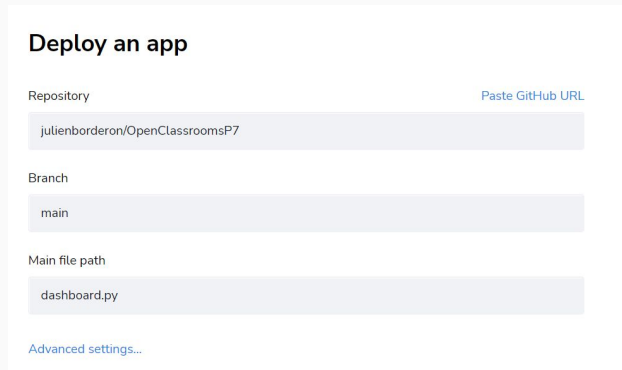 Deploy an app
Repository
Paste GitHub URL
julienborderon/OpenClassroomsP7
Branch
main
Main file path
dashboard.py
Advanced settings...